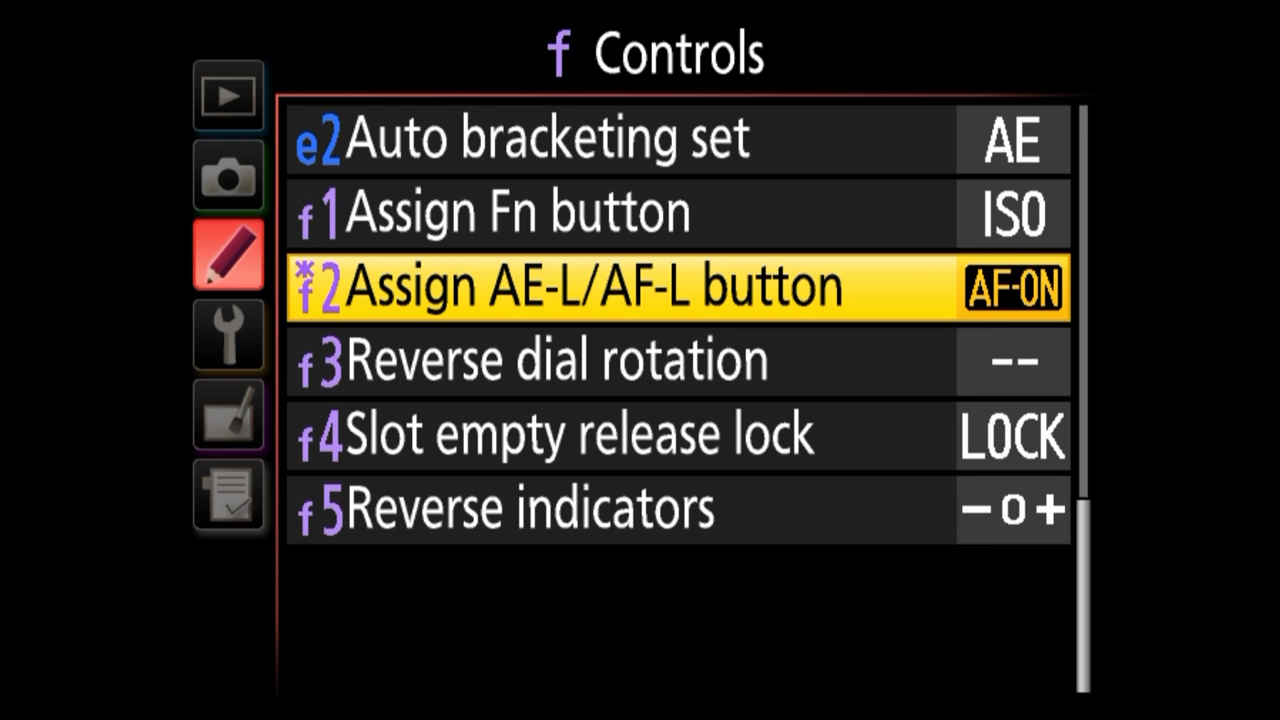 f Controls
e2 Auto bracketing set AE
f1 Assign Fn button ISO
*f2 Assign AE-L/AF-L button AF-ON
f3 Reverse dial rotation --
f4 Slot empty release lock LOCK
f5 Reverse indicators -0+